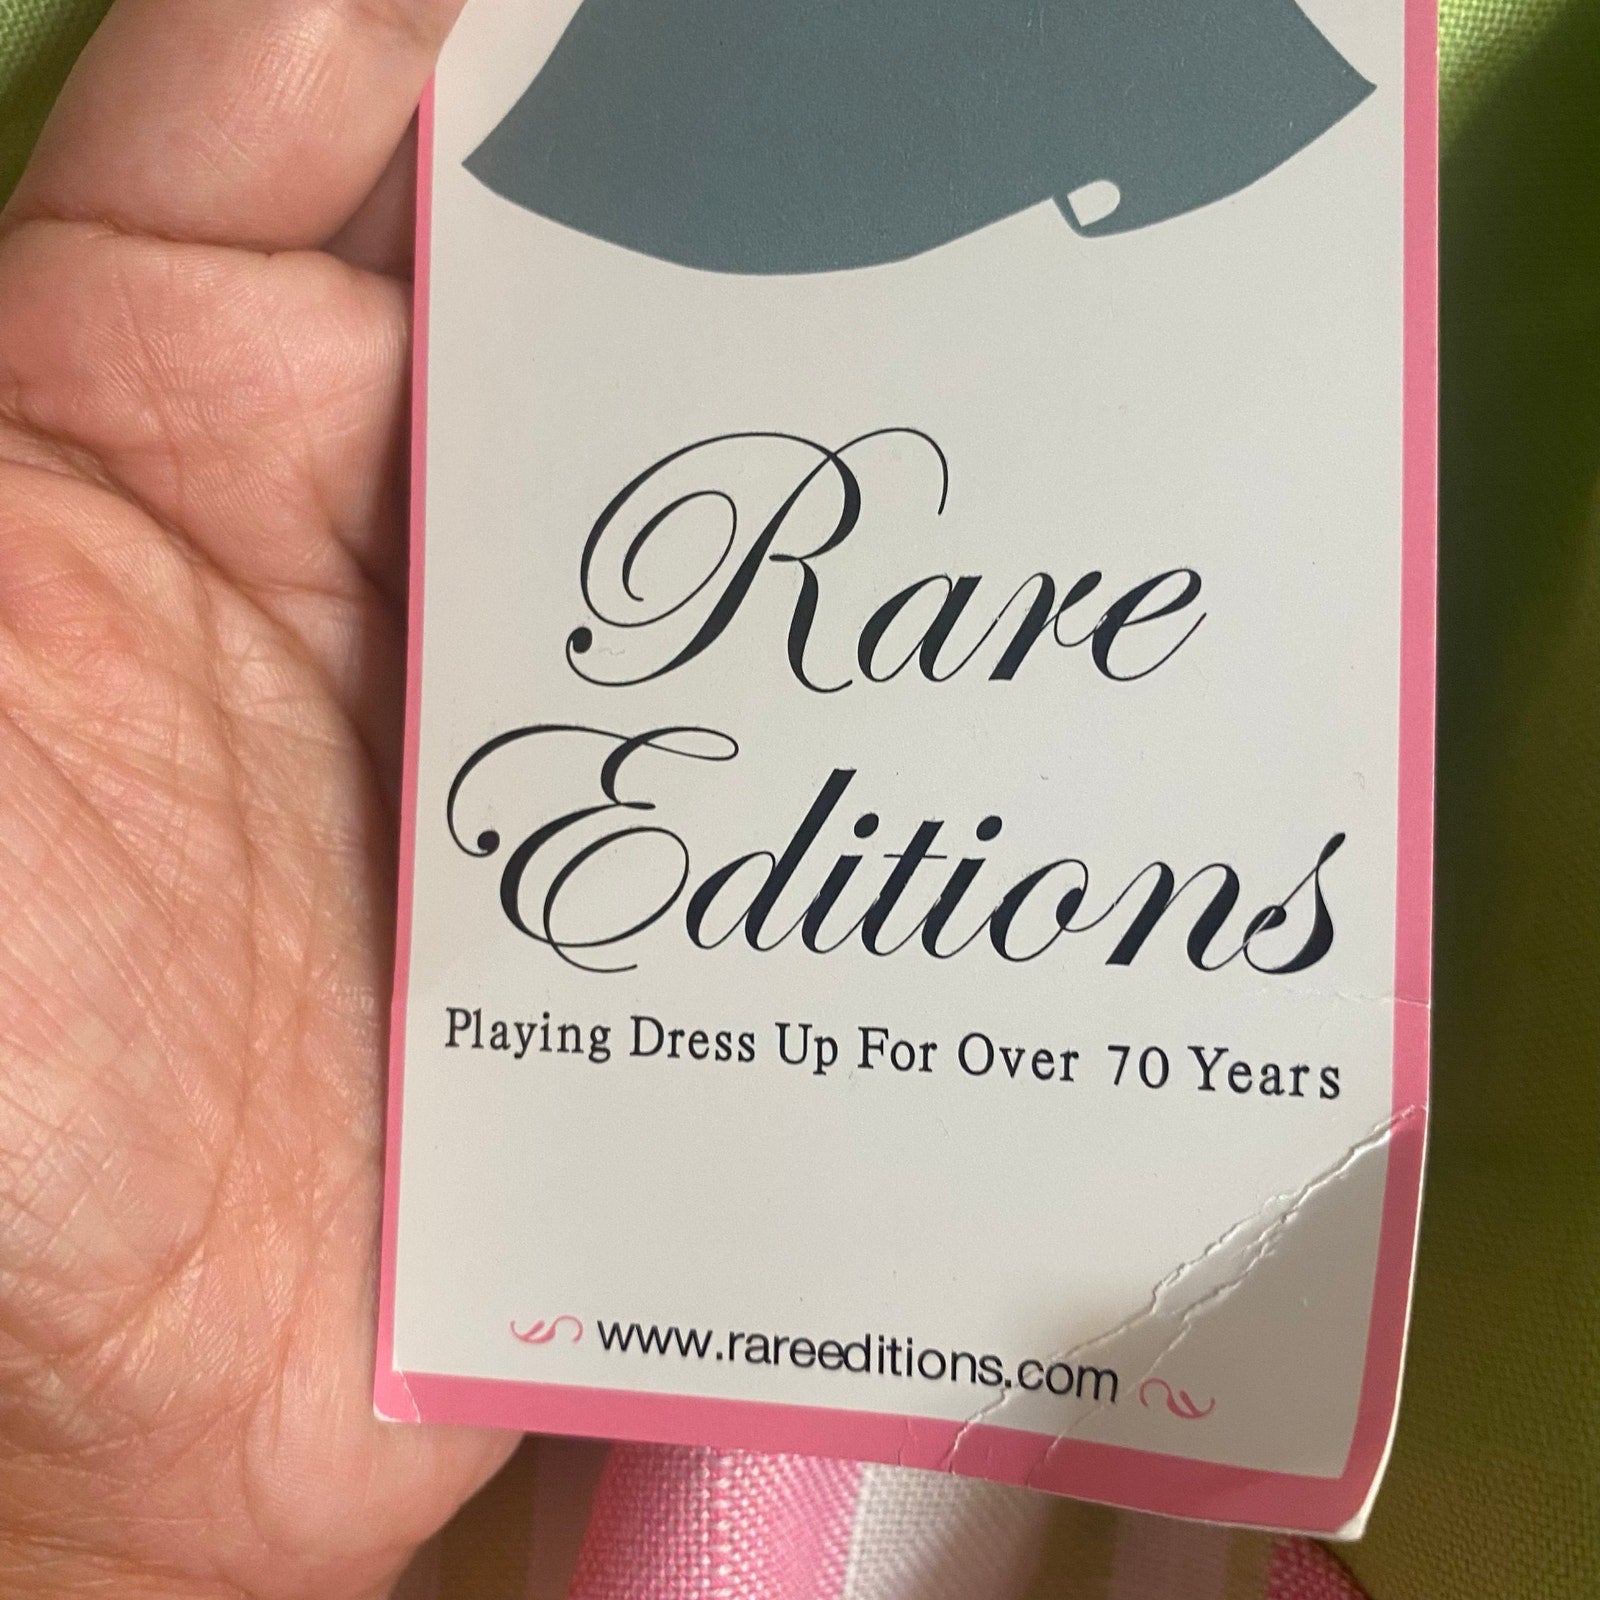 Rare
Editions
Playing Dress Up For Over 70 Years
www.rareeditions.com